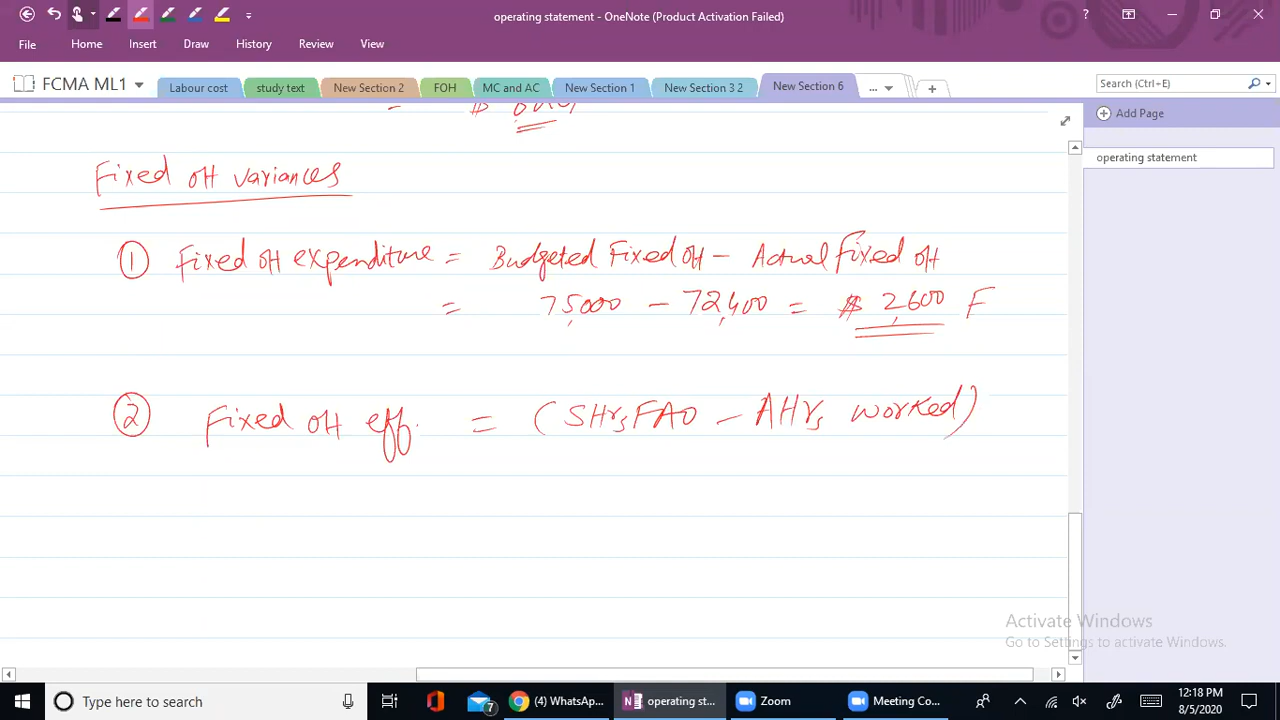 operating statement - OneNote (Product Activation Failed)
File Home Insert Draw History Review View
FCMA ML1 Labour cost study text New Section 2 FOH MC and AC New Section 1 New Section 3 2 New Section 6 ... Search (Ctrl+E)
Add Page
operating statement
= $
Fixed OH variances
① Fixed OH expenditure = Budgeted Fixed OH - Actual Fixed OH
= 75,000 - 72,400 = $ 2,600 F
② Fixed OH eff. = (SHrsFAO - AHrs worked)
Activate Windows
Go to Settings to activate Windows.
Type here to search 7 (4) WhatsApp... operating sta... Zoom Meeting Co... 12:18 PM
8/5/2020